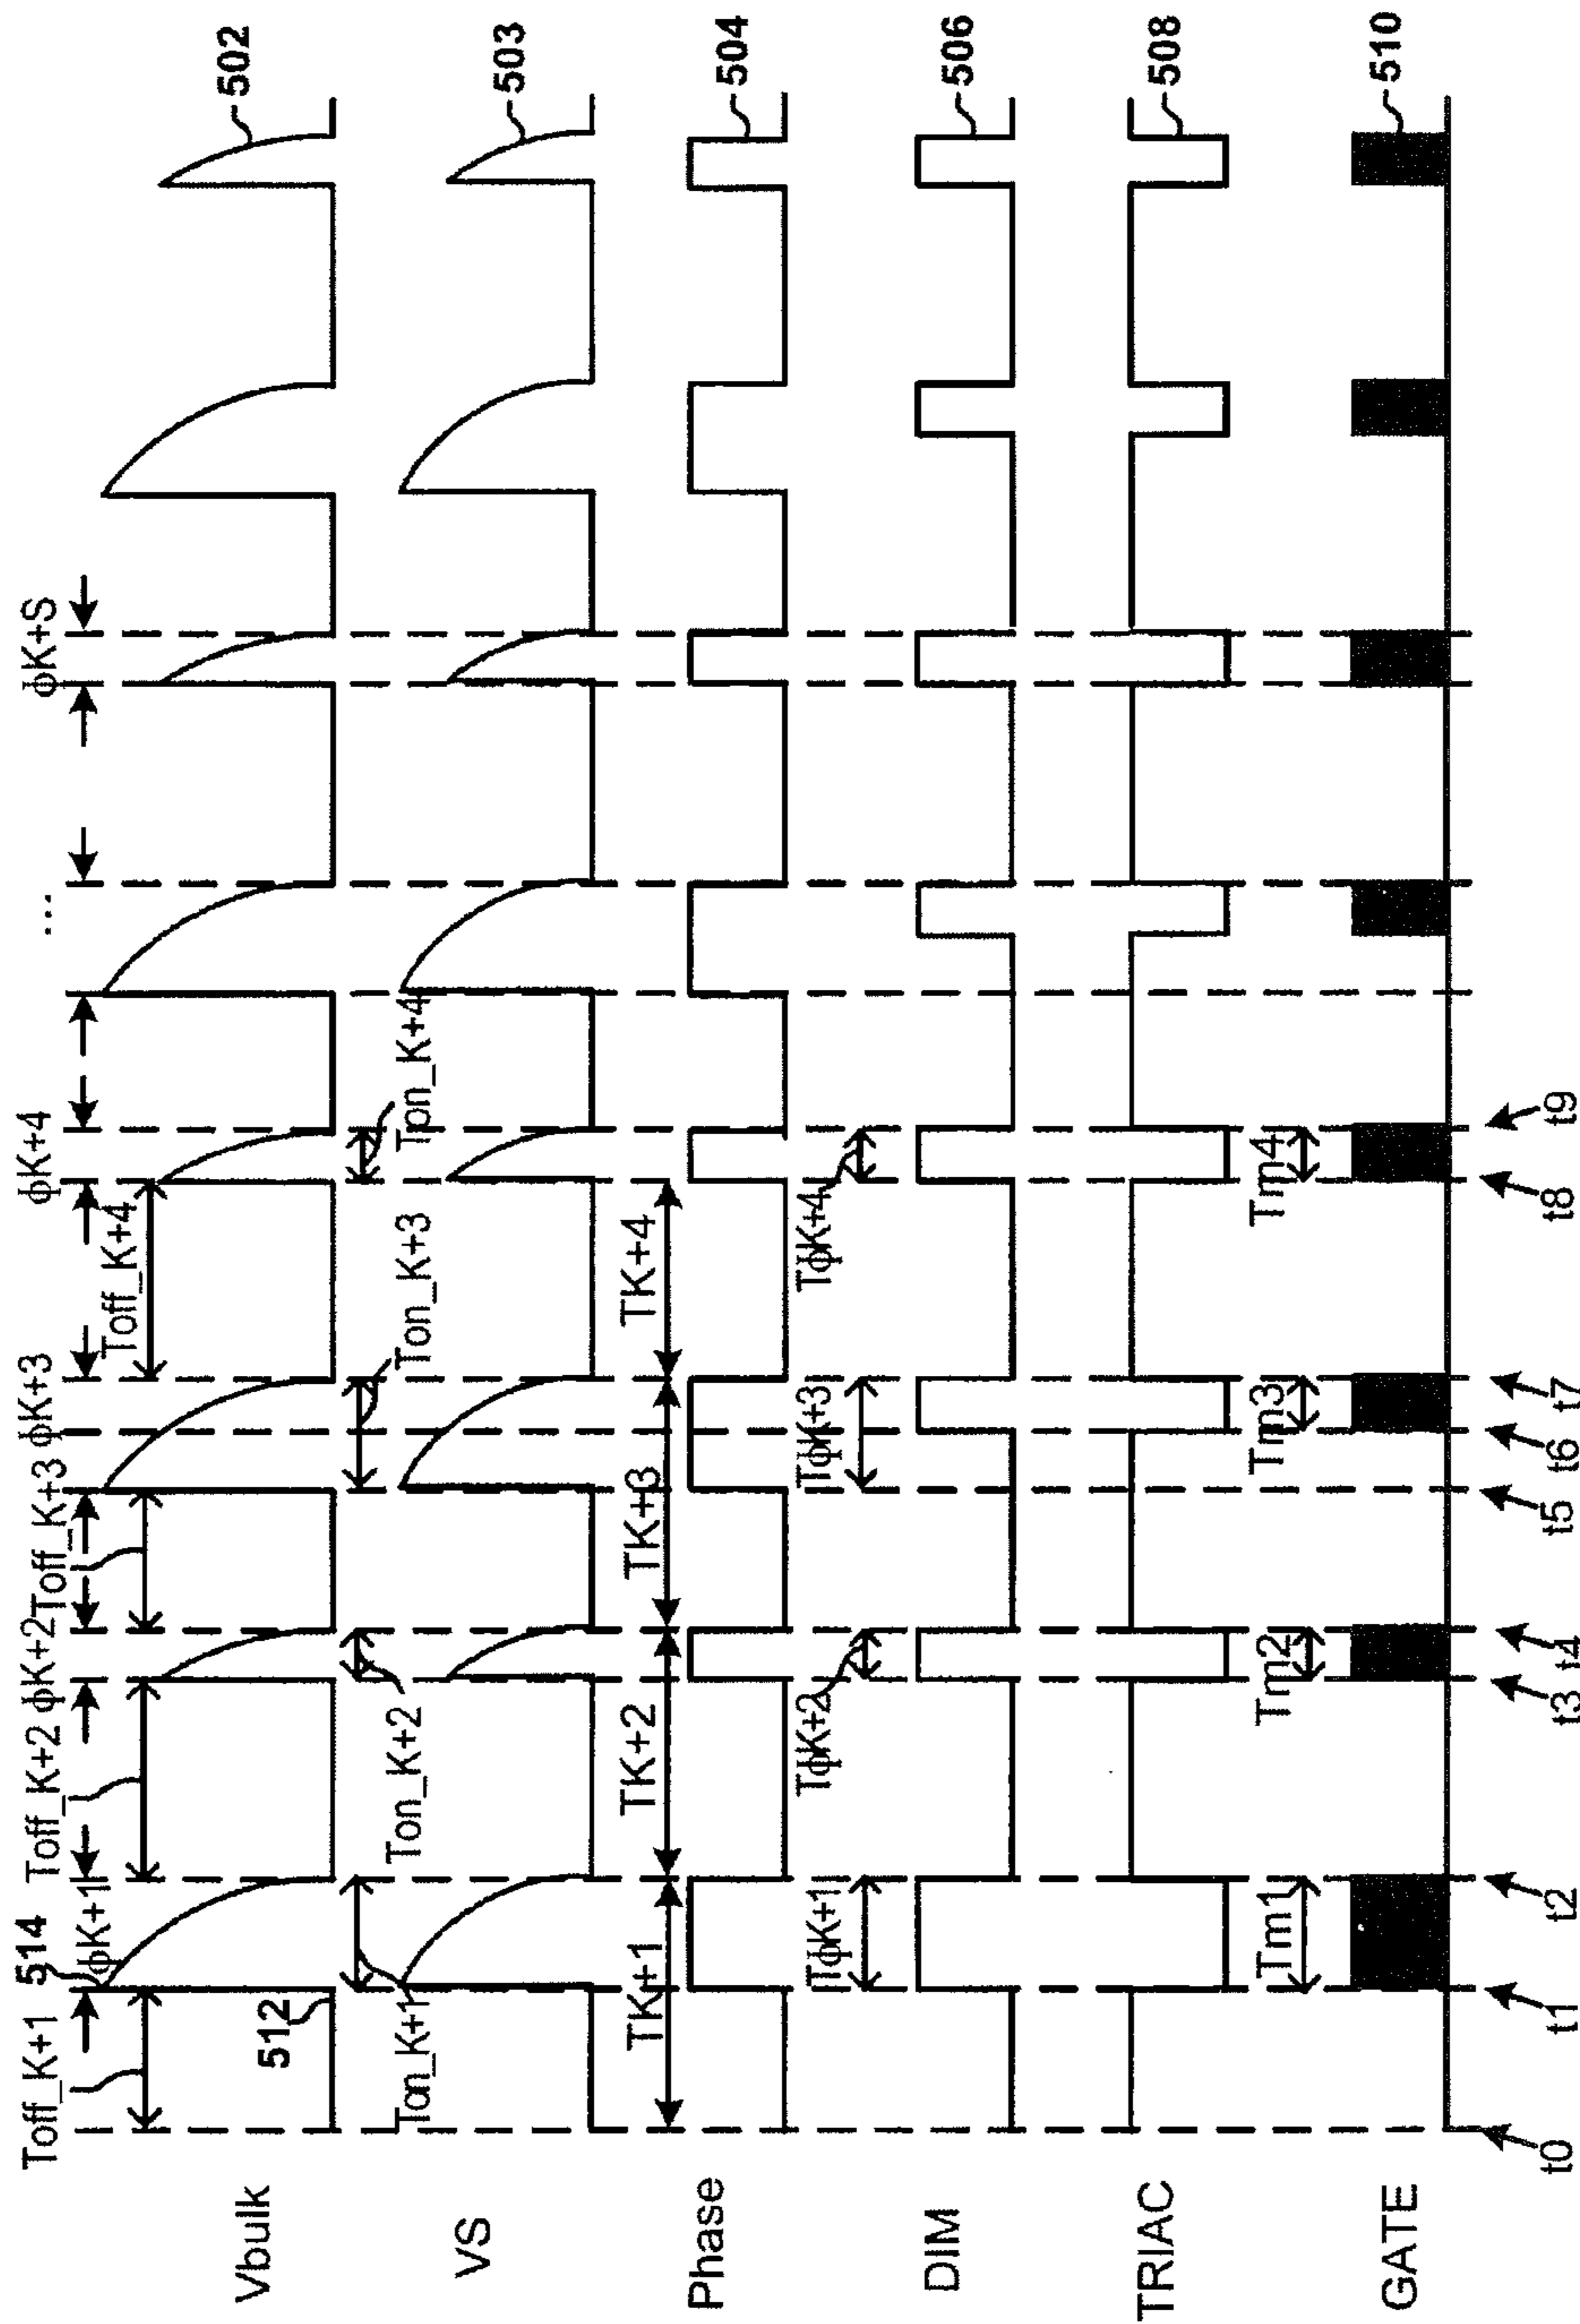 Toff_K+1
514
ϕK+1
Toff_K+2
ϕK+2
Toff_K+3
ϕK+3
Toff_K+4
ϕK+4
...
ϕK+S
Vbulk
512
502
Ton_K+1
Ton_K+2
Ton_K+3
Ton_K+4
VS
503
TK+1
TK+2
TK+3
TK+4
Phase
504
TϕK+1
TϕK+2
TϕK+3
TϕK+4
DIM
506
TRIAC
508
Tm1
Tm2
Tm3
Tm4
GATE
510
t0
t1
t2
t3
t4
t5
t6
t7
t8
t9